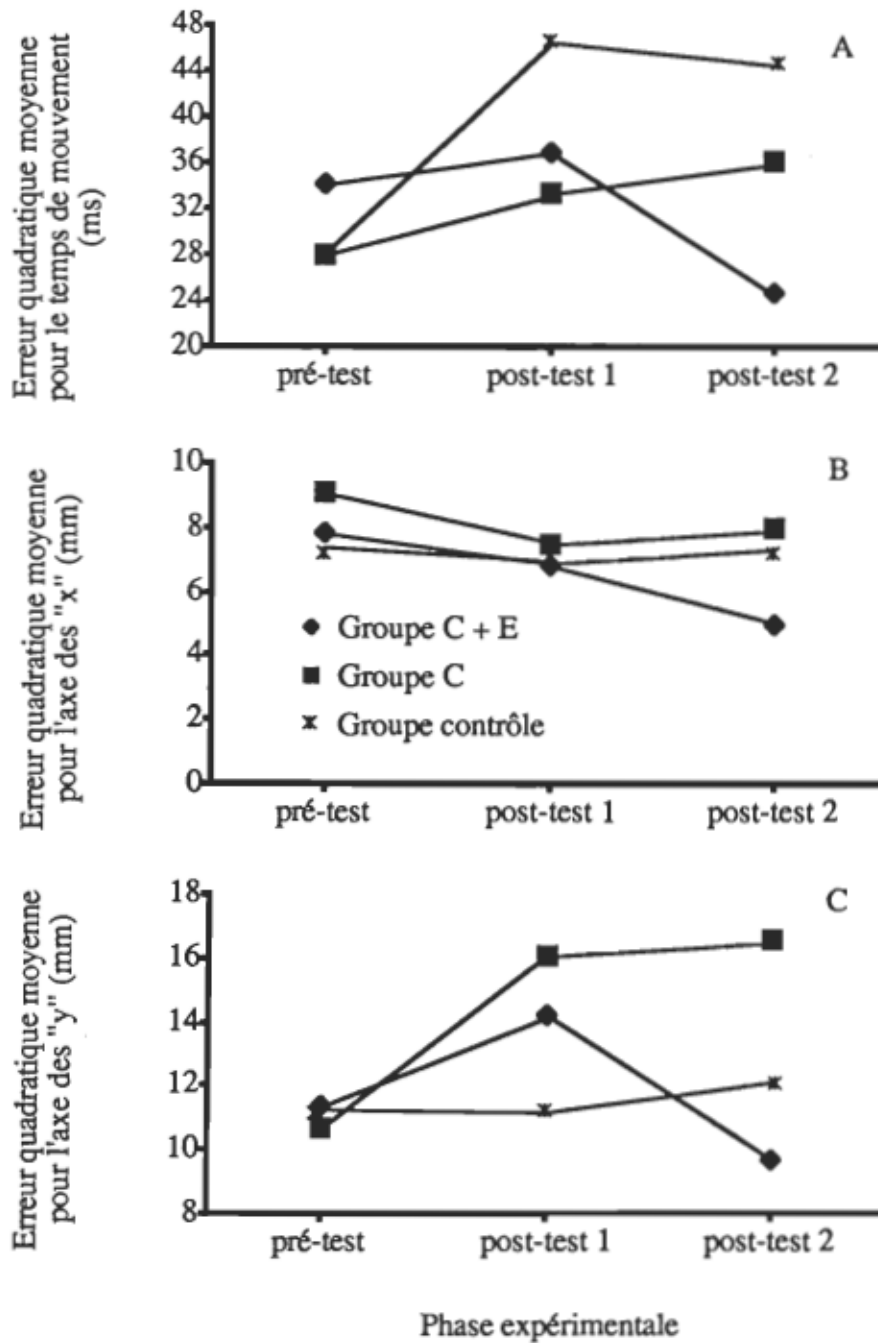 Erreur quadratique moyenne
pour le temps de mouvement
(ms)
48
44
40
36
32
28
24
20
A
pré-test
post-test 1
post-test 2
Erreur quadratique moyenne
pour l'axe des "x" (mm)
10
8
6
4
2
0
B
Groupe C + E
Groupe C
Groupe contrôle
pré-test
post-test 1
post-test 2
Erreur quadratique moyenne
pour l'axe des "y" (mm)
18
16
14
12
10
8
C
pré-test
post-test 1
post-test 2
Phase expérimentale